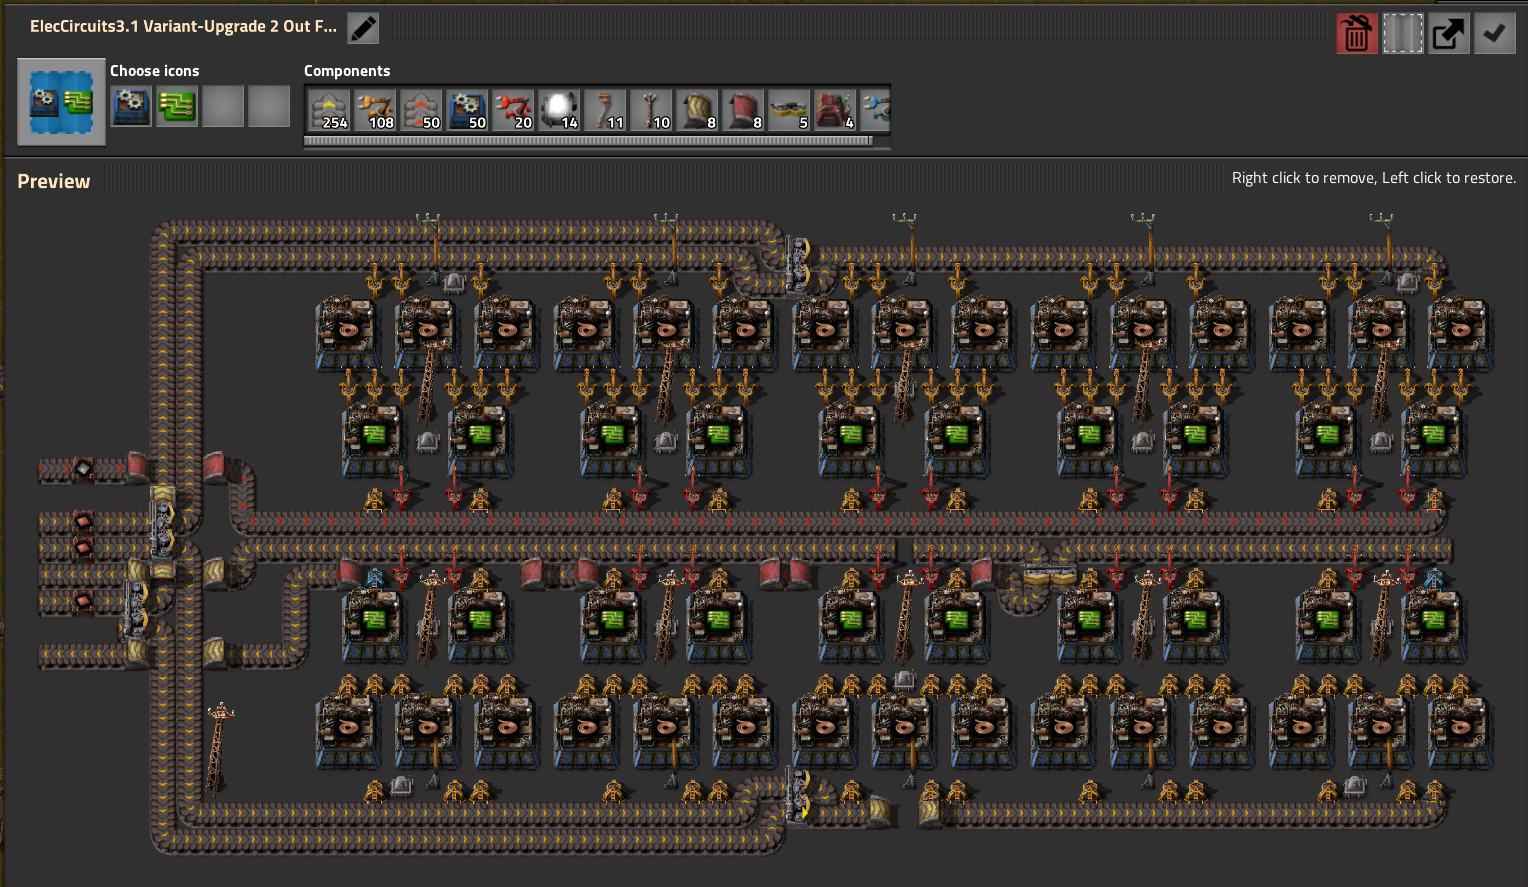 ElecCircuits3.1 Variant-Upgrade 2 Out F...
Choose icons
Components
254 108 50 50 20 14 11 10 8 8 5 4
Preview
Right click to remove, Left click to restore.